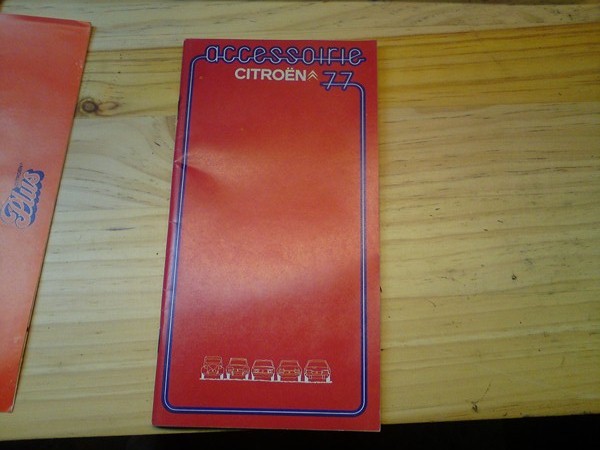 accessoirie
CITROËN
77
Plus